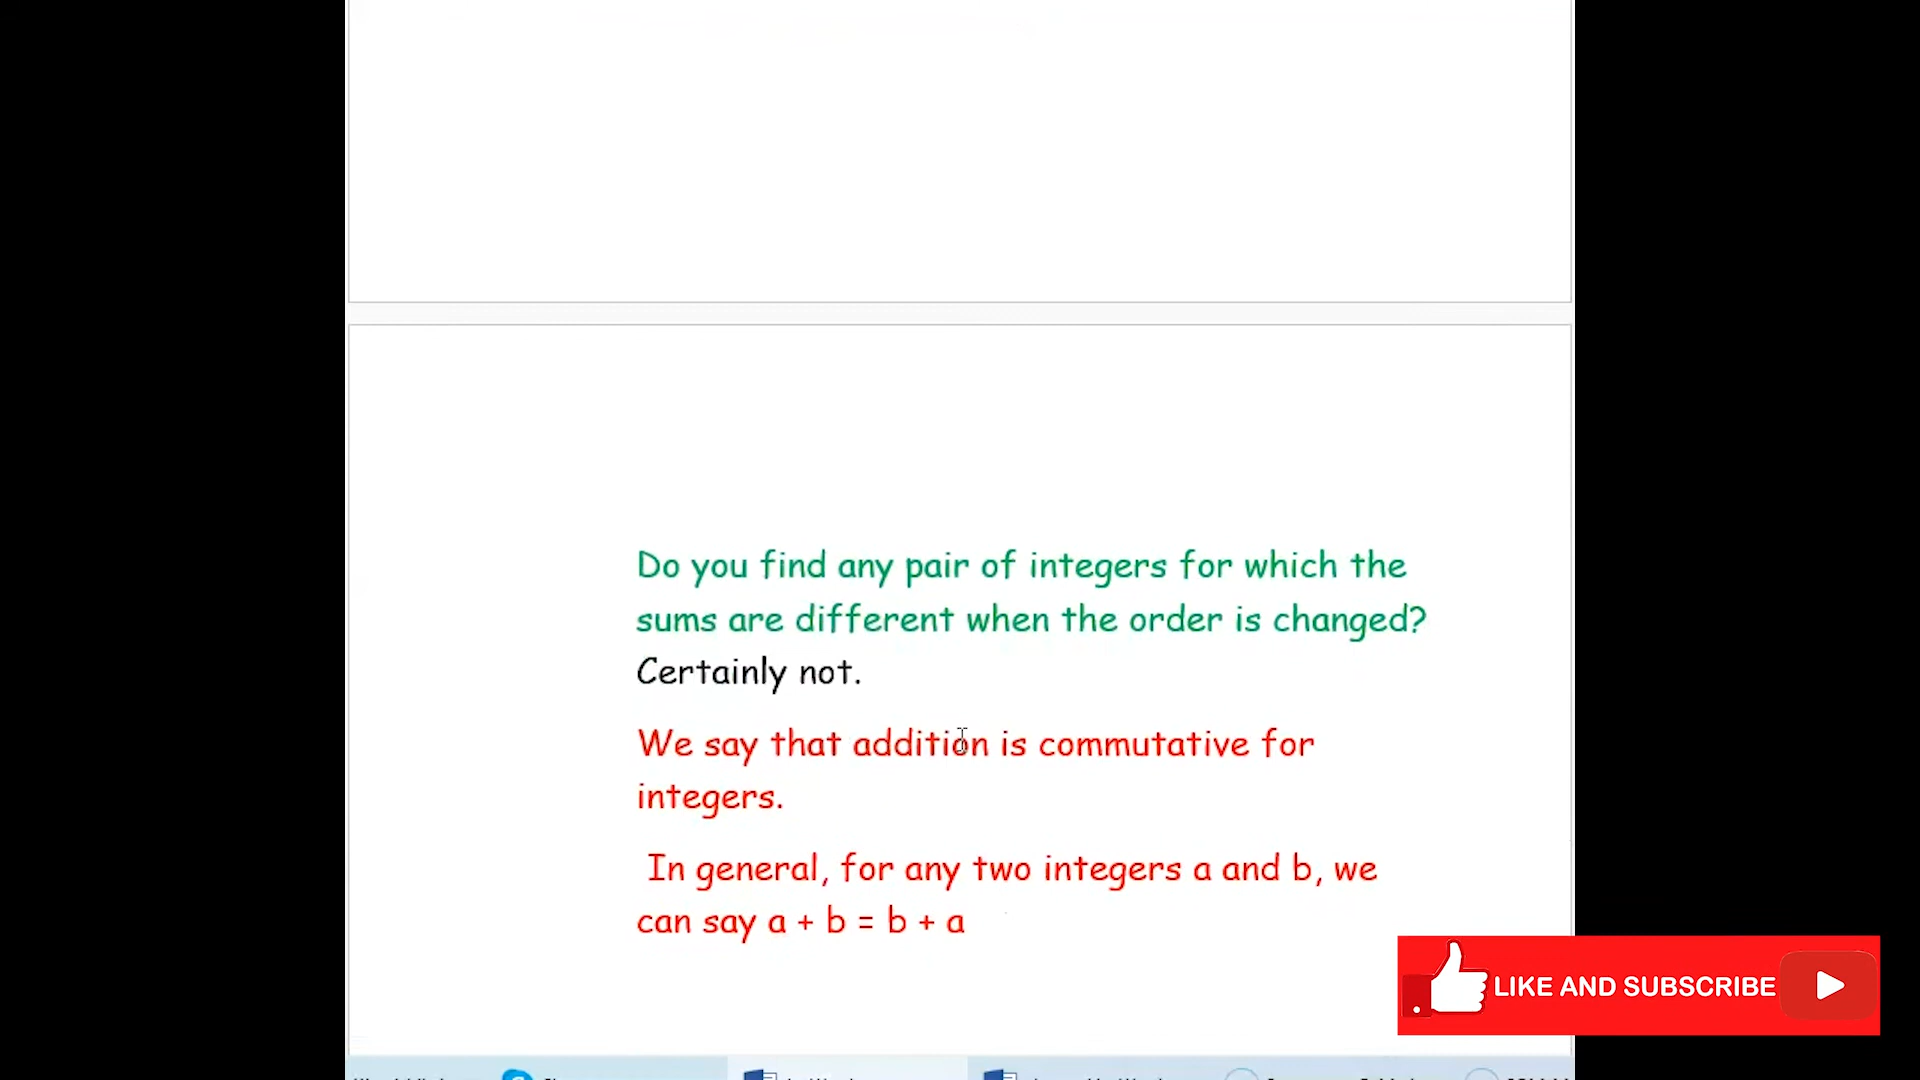 Do you find any pair of integers for which the
sums are different when the order is changed?
Certainly not.
We say that addition is commutative for
integers.
In general, for any two integers a and b, we
can say a + b = b + a
LIKE AND SUBSCRIBE